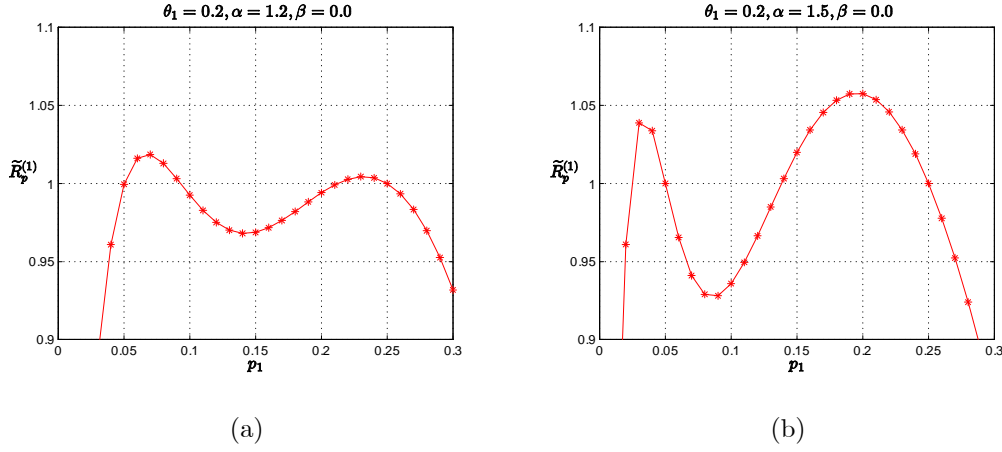 θ₁ = 0.2, α = 1.2, β = 0.0
1.1
1.05
1
0.95
0.9
R̃ₚ⁽¹⁾
0 0.05 0.1 0.15 0.2 0.25 0.3
p₁
(a)
θ₁ = 0.2, α = 1.5, β = 0.0
1.1
1.05
1
0.95
0.9
R̃ₚ⁽¹⁾
0 0.05 0.1 0.15 0.2 0.25 0.3
p₁
(b)